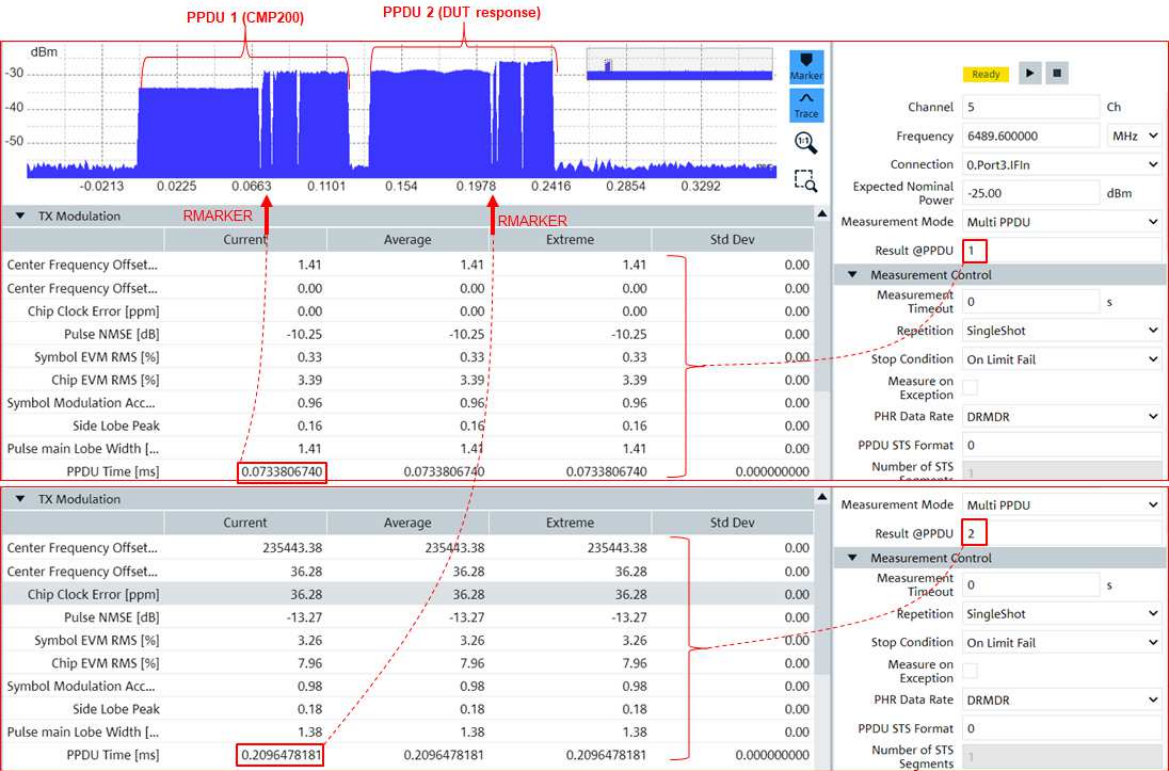 PPDU 1 (CMP200)
PPDU 2 (DUT response)
dBm
-30
-40
-50
-0.0213 0.0225 0.0663 0.1101 0.154 0.1978 0.2416 0.2854 0.3292
Marker
Trace
Ready
Channel 5 Ch
Frequency 6489.600000 MHz
Connection 0.Port3.IFIn
Expected Nominal Power -25.00 dBm
Measurement Mode Multi PPDU
Result @PPDU 1
Measurement Control
Measurement Timeout 0 s
Repetition SingleShot
Stop Condition On Limit Fail
Measure on Exception
PHR Data Rate DRMDR
PPDU STS Format 0
Number of STS Segments 1
RMARKER
RMARKER
TX Modulation
Current Average Extreme Std Dev
Center Frequency Offset... 1.41 1.41 1.41 0.00
Center Frequency Offset... 0.00 0.00 0.00 0.00
Chip Clock Error [ppm] 0.00 0.00 0.00 0.00
Pulse NMSE [dB] -10.25 -10.25 -10.25 0.00
Symbol EVM RMS [%] 0.33 0.33 0.33 0.00
Chip EVM RMS [%] 3.39 3.39 3.39 0.00
Symbol Modulation Acc... 0.96 0.96 0.96 0.00
Side Lobe Peak 0.16 0.16 0.16 0.00
Pulse main Lobe Width [... 1.41 1.41 1.41 0.00
PPDU Time [ms] 0.0733806740 0.0733806740 0.0733806740 0.000000000
TX Modulation
Current Average Extreme Std Dev
Center Frequency Offset... 235443.38 235443.38 235443.38 0.00
Center Frequency Offset... 36.28 36.28 36.28 0.00
Chip Clock Error [ppm] 36.28 36.28 36.28 0.00
Pulse NMSE [dB] -13.27 -13.27 -13.27 0.00
Symbol EVM RMS [%] 3.26 3.26 3.26 0.00
Chip EVM RMS [%] 7.96 7.96 7.96 0.00
Symbol Modulation Acc... 0.98 0.98 0.98 0.00
Side Lobe Peak 0.18 0.18 0.18 0.00
Pulse main Lobe Width [... 1.38 1.38 1.38 0.00
PPDU Time [ms] 0.2096478181 0.2096478181 0.2096478181 0.000000000
Measurement Mode Multi PPDU
Result @PPDU 2
Measurement Control
Measurement Timeout 0 s
Repetition SingleShot
Stop Condition On Limit Fail
Measure on Exception
PHR Data Rate DRMDR
PPDU STS Format 0
Number of STS Segments 1